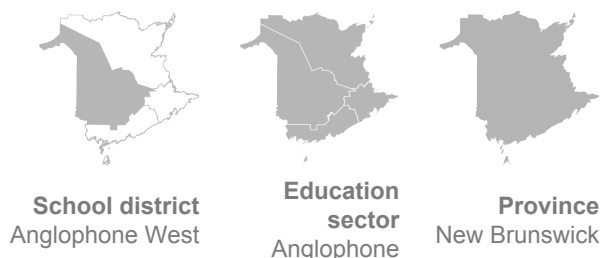 School district
Anglophone West
Education
sector
Anglophone
Province
New Brunswick